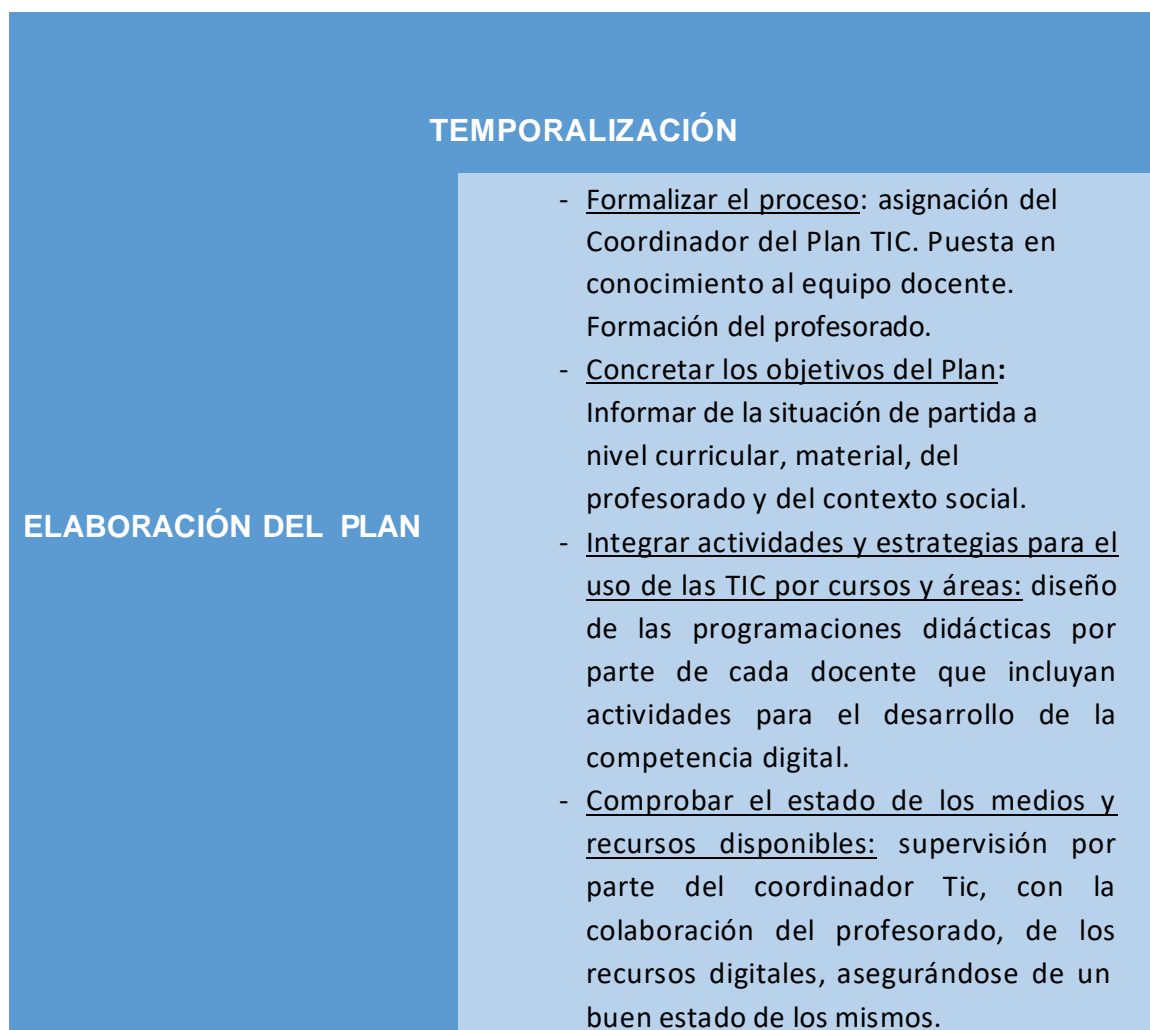 TEMPORALIZACIÓN
ELABORACIÓN DEL PLAN
- Formalizar el proceso: asignación del
Coordinador del Plan TIC. Puesta en
conocimiento al equipo docente.
Formación del profesorado.
- Concretar los objetivos del Plan:
Informar de la situación de partida a
nivel curricular, material, del
profesorado y del contexto social.
- Integrar actividades y estrategias para el
uso de las TIC por cursos y áreas: diseño
de las programaciones didácticas por
parte de cada docente que incluyan
actividades para el desarrollo de la
competencia digital.
- Comprobar el estado de los medios y
recursos disponibles: supervisión por
parte del coordinador Tic, con la
colaboración del profesorado, de los
recursos digitales, asegurándose de un
buen estado de los mismos.